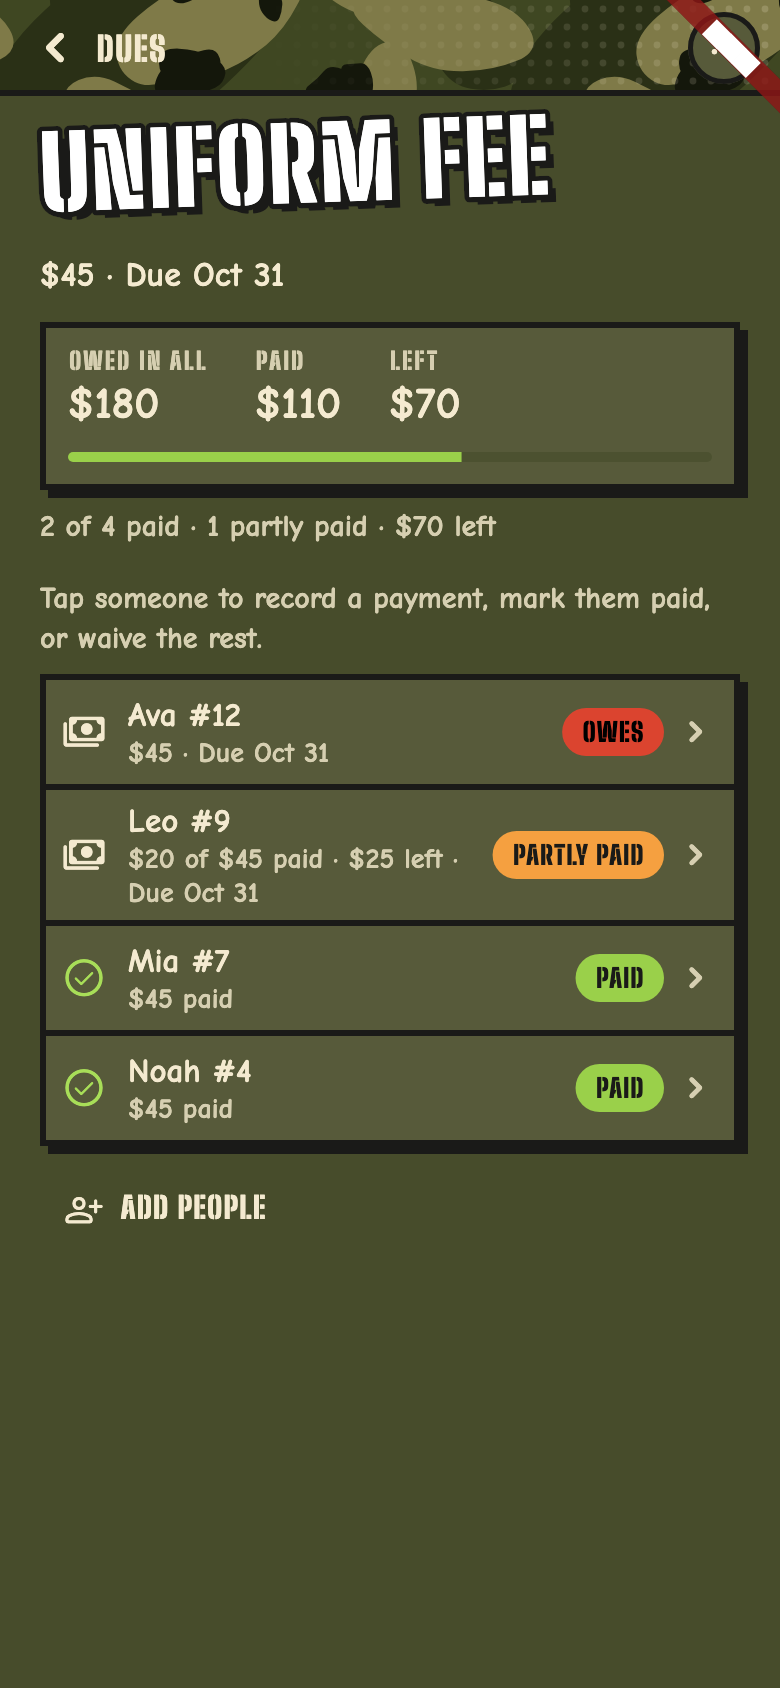 DUES
UNIFORM FEE
$45 · Due Oct 31
OWED IN ALL PAID LEFT
$180 $110 $70
2 of 4 paid · 1 partly paid · $70 left
Tap someone to record a payment, mark them paid,
or waive the rest.
Ava #12
$45 · Due Oct 31
OWES
Leo #9
$20 of $45 paid · $25 left ·
Due Oct 31
PARTLY PAID
Mia #7
$45 paid
PAID
Noah #4
$45 paid
PAID
ADD PEOPLE